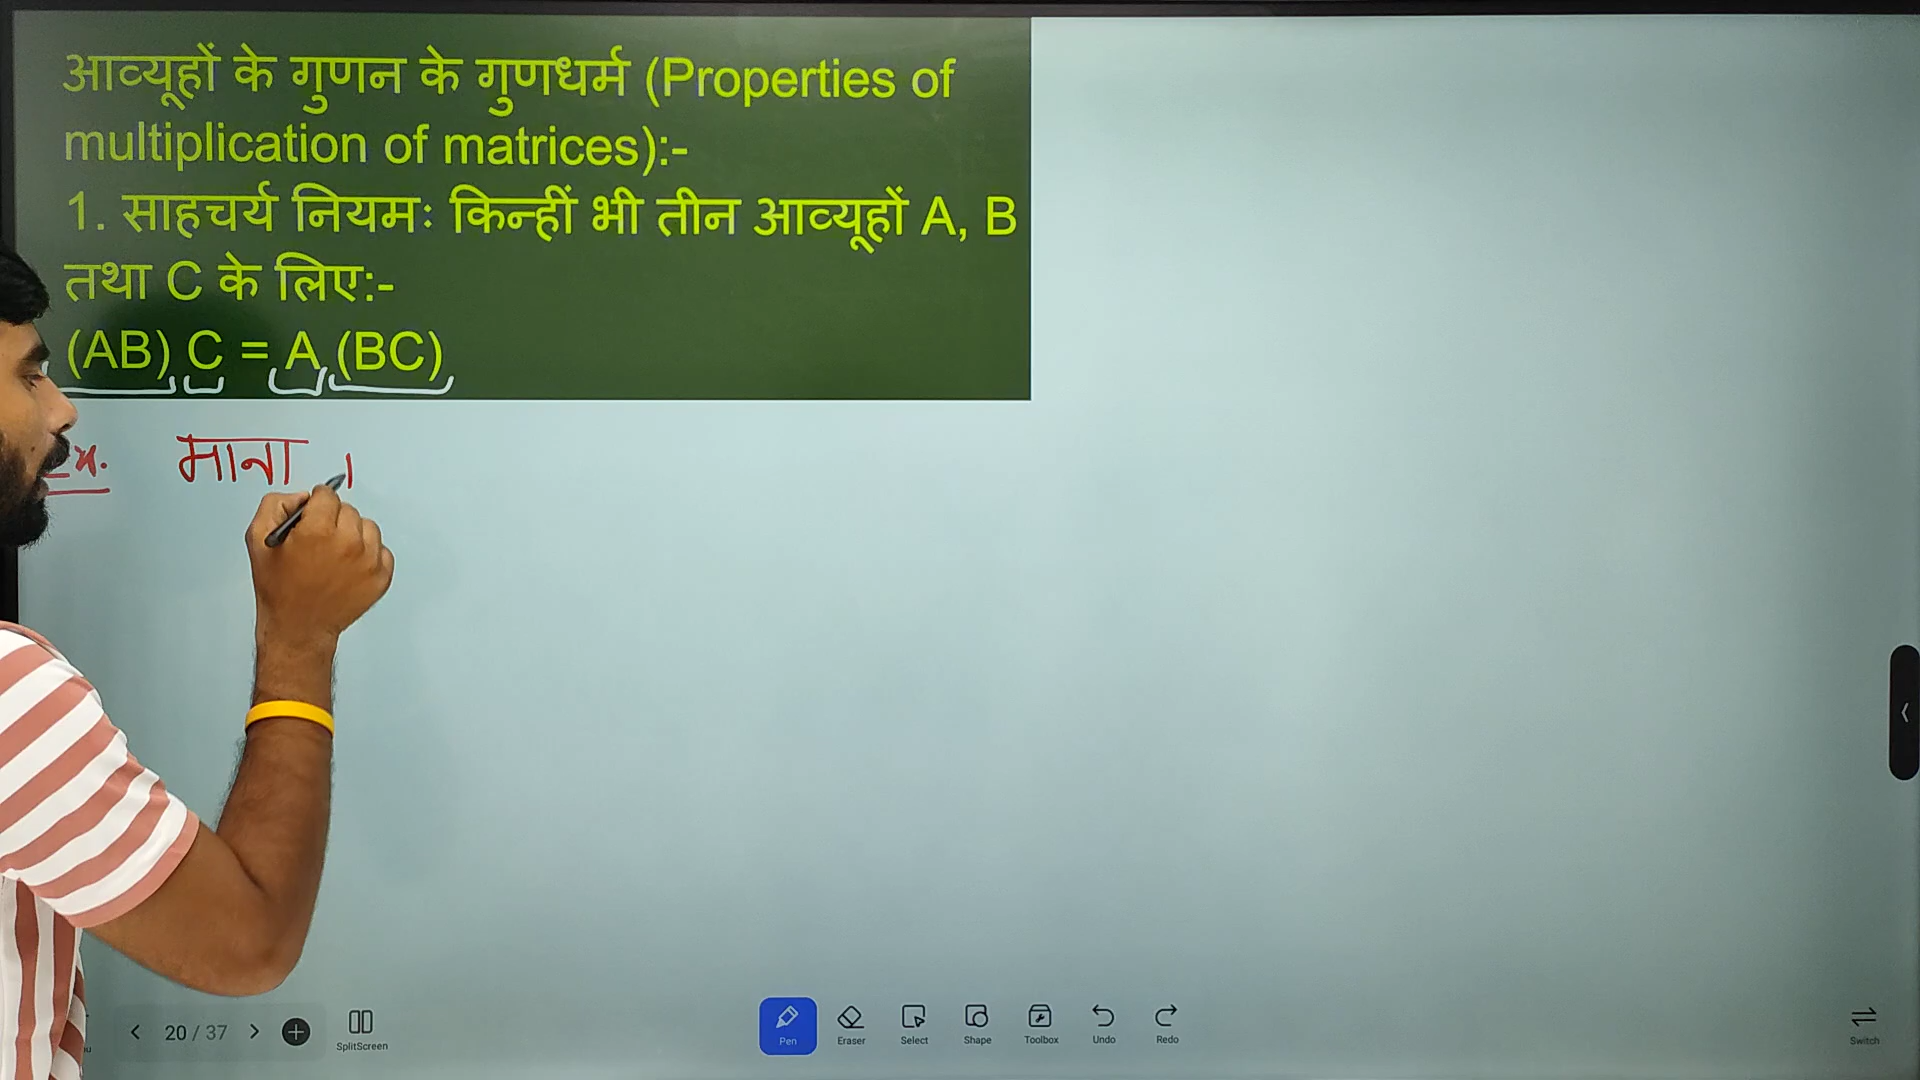 आव्यूहों के गुणन के गुणधर्म (Properties of
multiplication of matrices):-
1. साहचर्य नियमः किन्हीं भी तीन आव्यूहों A, B
तथा C के लिए:-
(AB) C = A (BC)
x. माना
20 / 37
SplitScreen
Pen
Eraser
Select
Shape
Toolbox
Undo
Redo
Switch